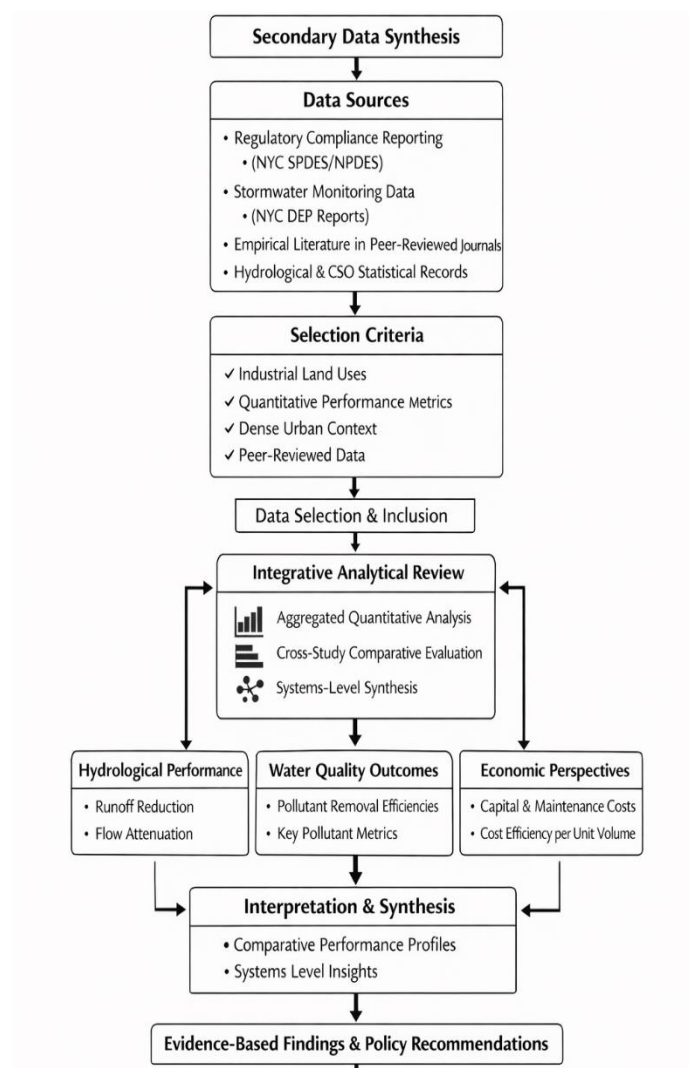 Secondary Data Synthesis
Data Sources
• Regulatory Compliance Reporting
• (NYC SPDES/NPDES)
• Stormwater Monitoring Data
• (NYC DEP Reports)
• Empirical Literature in Peer-Reviewed Journals
• Hydrological & CSO Statistical Records
Selection Criteria
✓ Industrial Land Uses
✓ Quantitative Performance Metrics
✓ Dense Urban Context
✓ Peer-Reviewed Data
Data Selection & Inclusion
Integrative Analytical Review
Aggregated Quantitative Analysis
Cross-Study Comparative Evaluation
Systems-Level Synthesis
Hydrological Performance
• Runoff Reduction
• Flow Attenuation
Water Quality Outcomes
• Pollutant Removal Efficiencies
• Key Pollutant Metrics
Economic Perspectives
• Capital & Maintenance Costs
• Cost Efficiency per Unit Volume
Interpretation & Synthesis
• Comparative Performance Profiles
• Systems Level Insights
Evidence-Based Findings & Policy Recommendations